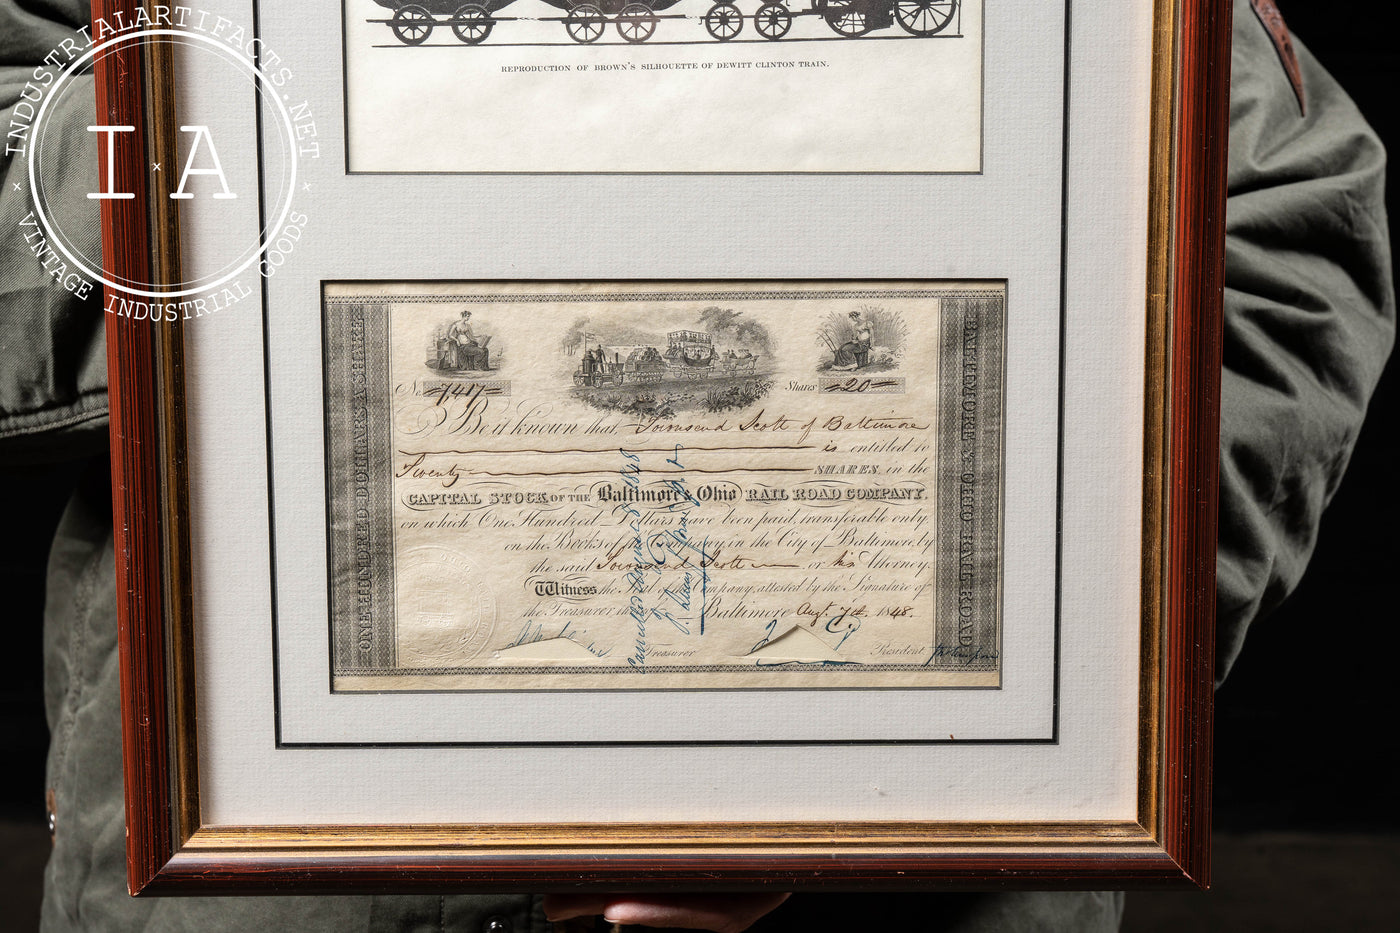 INDUSTRIALARTIFACTS.NET
I × A
× VINTAGE INDUSTRIAL GOODS ×
REPRODUCTION OF BROWN'S SILHOUETTE OF DEWITT CLINTON TRAIN.
ONE HUNDRED DOLLARS A SHARE
BALTIMORE & OHIO RAIL ROAD
No. 7417 Shares 20
Be it known that Townsend Scott of Baltimore
is entitled to
Twenty SHARES in the
CAPITAL STOCK OF THE Baltimore & Ohio RAIL ROAD COMPANY,
on which One Hundred Dollars have been paid, transferable only
on the Books of the Company, in the City of Baltimore, by
the said Townsend Scott or his Attorney.
Witness the Seal of the Company, attested by the Signature of
the Treasurer, Baltimore Augt. 7th 1848.
Treasurer President
Cancelled August 8 1848